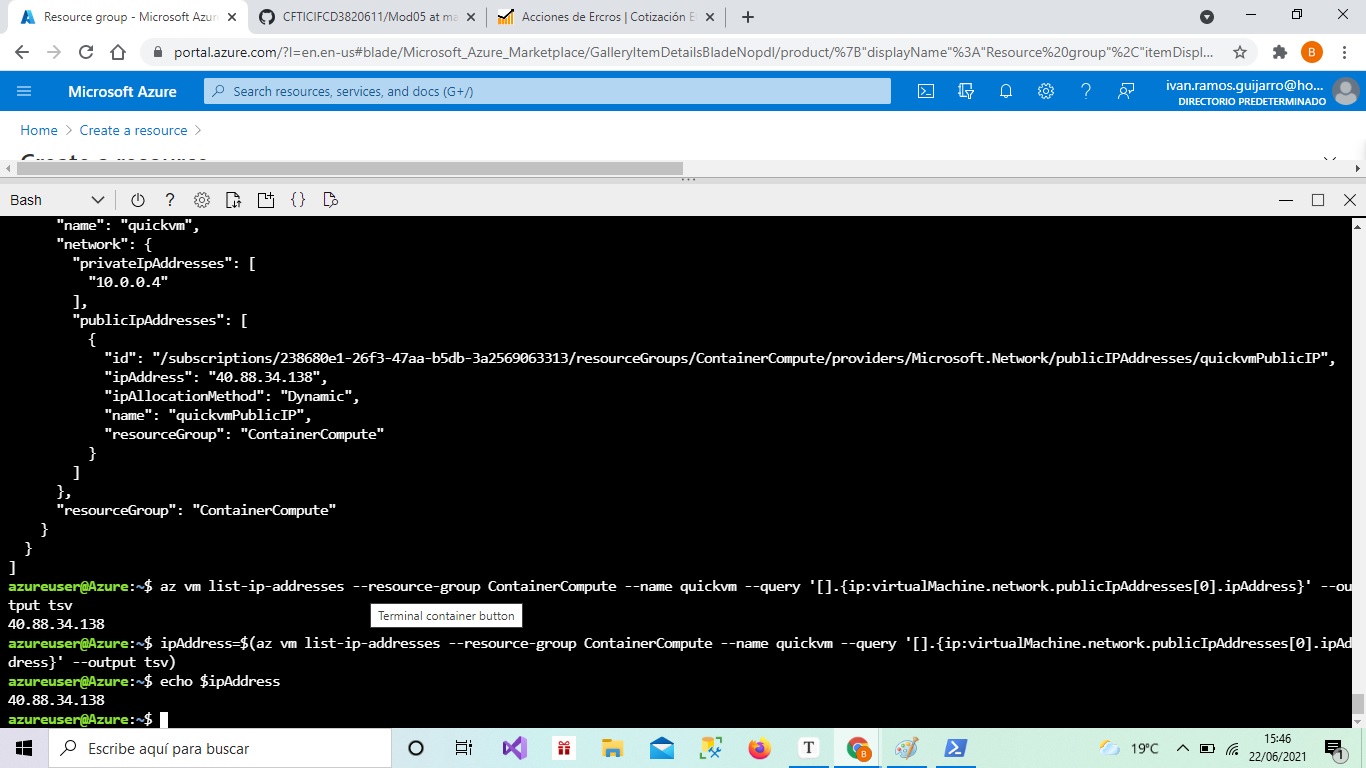 Resource group - Microsoft Azur
CFTICIFCD3820611/Mod05 at ma
Acciones de Ercros | Cotización E
portal.azure.com/?l=en.en-us#blade/Microsoft_Azure_Marketplace/GalleryItemDetailsBladeNopdl/product/%7B"displayName"%3A"Resource%20group"%2C"itemDispl...
B
Microsoft Azure
Search resources, services, and docs (G+/)
ivan.ramos.guijarro@ho...
DIRECTORIO PREDETERMINADO
Home > Create a resource >
Create a resource
Bash
"name": "quickvm",
"network": {
"privateIpAddresses": [
"10.0.0.4"
],
"publicIpAddresses": [
{
"id": "/subscriptions/238680e1-26f3-47aa-b5db-3a2569063313/resourceGroups/ContainerCompute/providers/Microsoft.Network/publicIPAddresses/quickvmPublicIP",
"ipAddress": "40.88.34.138",
"ipAllocationMethod": "Dynamic",
"name": "quickvmPublicIP",
"resourceGroup": "ContainerCompute"
}
]
},
"resourceGroup": "ContainerCompute"
}
}
]
azureuser@Azure:~$ az vm list-ip-addresses --resource-group ContainerCompute --name quickvm --query '[].{ip:virtualMachine.network.publicIpAddresses[0].ipAddress}' --ou
tput tsv
Terminal container button
40.88.34.138
azureuser@Azure:~$ ipAddress=$(az vm list-ip-addresses --resource-group ContainerCompute --name quickvm --query '[].{ip:virtualMachine.network.publicIpAddresses[0].ipAd
dress}' --output tsv)
azureuser@Azure:~$ echo $ipAddress
40.88.34.138
azureuser@Azure:~$
Escribe aquí para buscar
T
B
19°C
15:46
22/06/2021
1